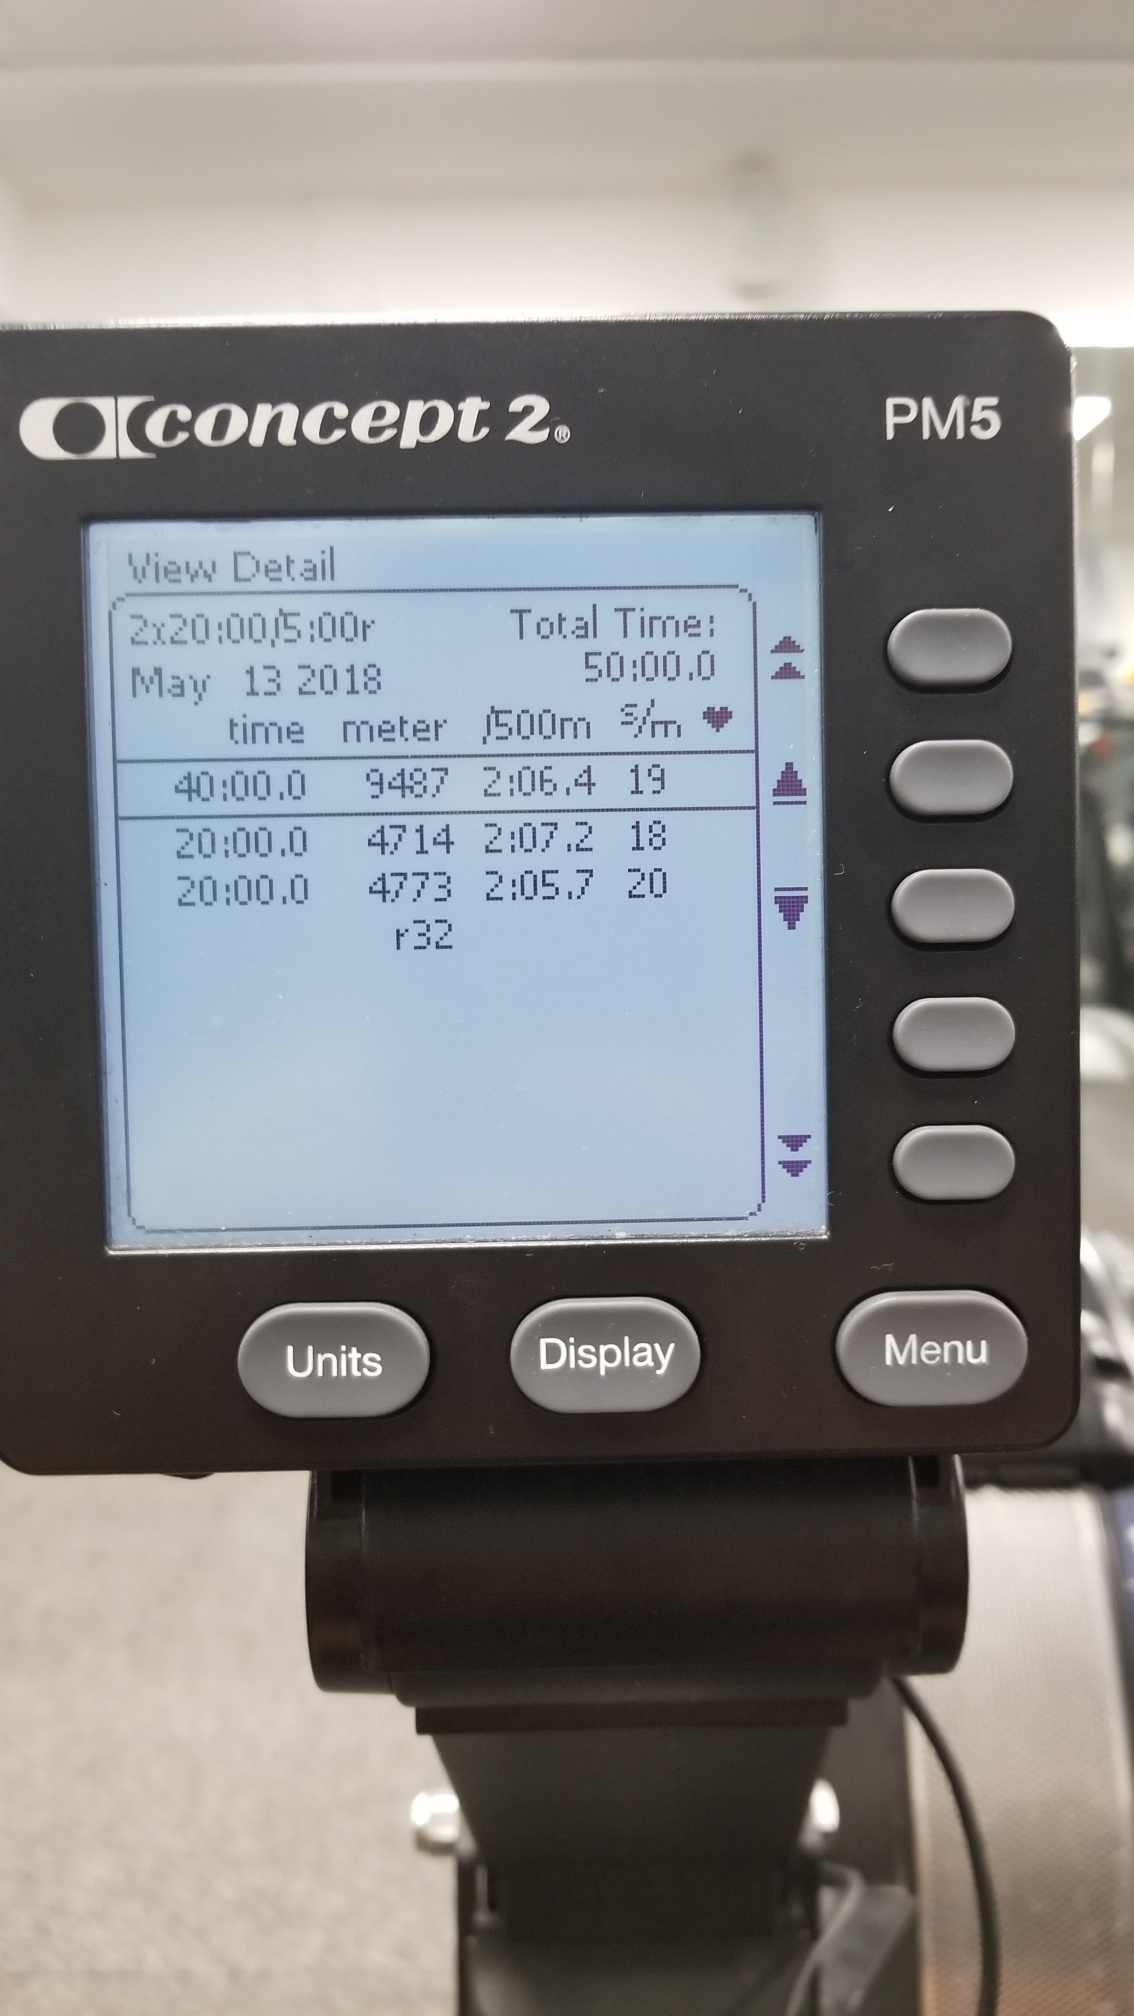 concept 2® PM5
View Detail
2x20:00/5:00r Total Time:
50:00.0
May 13 2018
time meter /500m s/m ♥
40:00.0 9487 2:06.4 19
20:00.0 4714 2:07.2 18
20:00.0 4773 2:05.7 20
r32
Units Display Menu